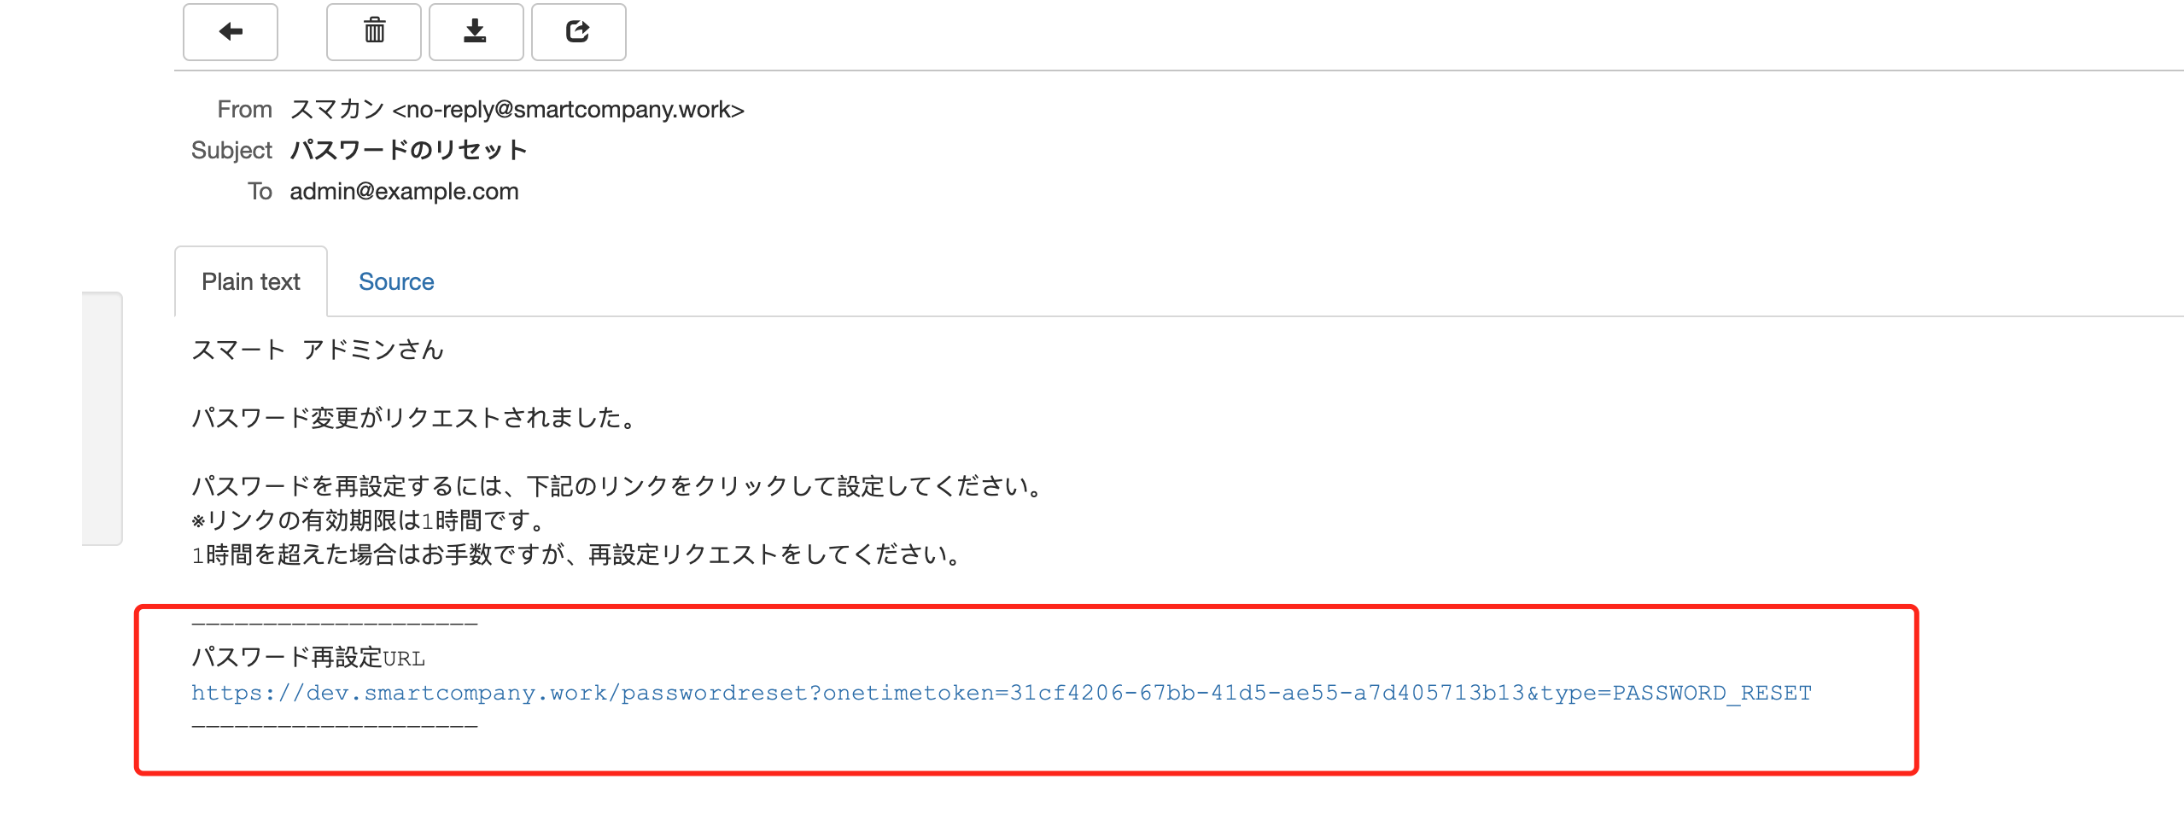 From スマカン <no-reply@smartcompany.work>
Subject パスワードのリセット
To admin@example.com
Plain text Source
スマート アドミンさん
パスワード変更がリクエストされました。
パスワードを再設定するには、下記のリンクをクリックして設定してください。
※リンクの有効期限は1時間です。
1時間を超えた場合はお手数ですが、再設定リクエストをしてください。
--------------------
パスワード再設定URL
https://dev.smartcompany.work/passwordreset?onetimetoken=31cf4206-67bb-41d5-ae55-a7d405713b13&type=PASSWORD_RESET
--------------------